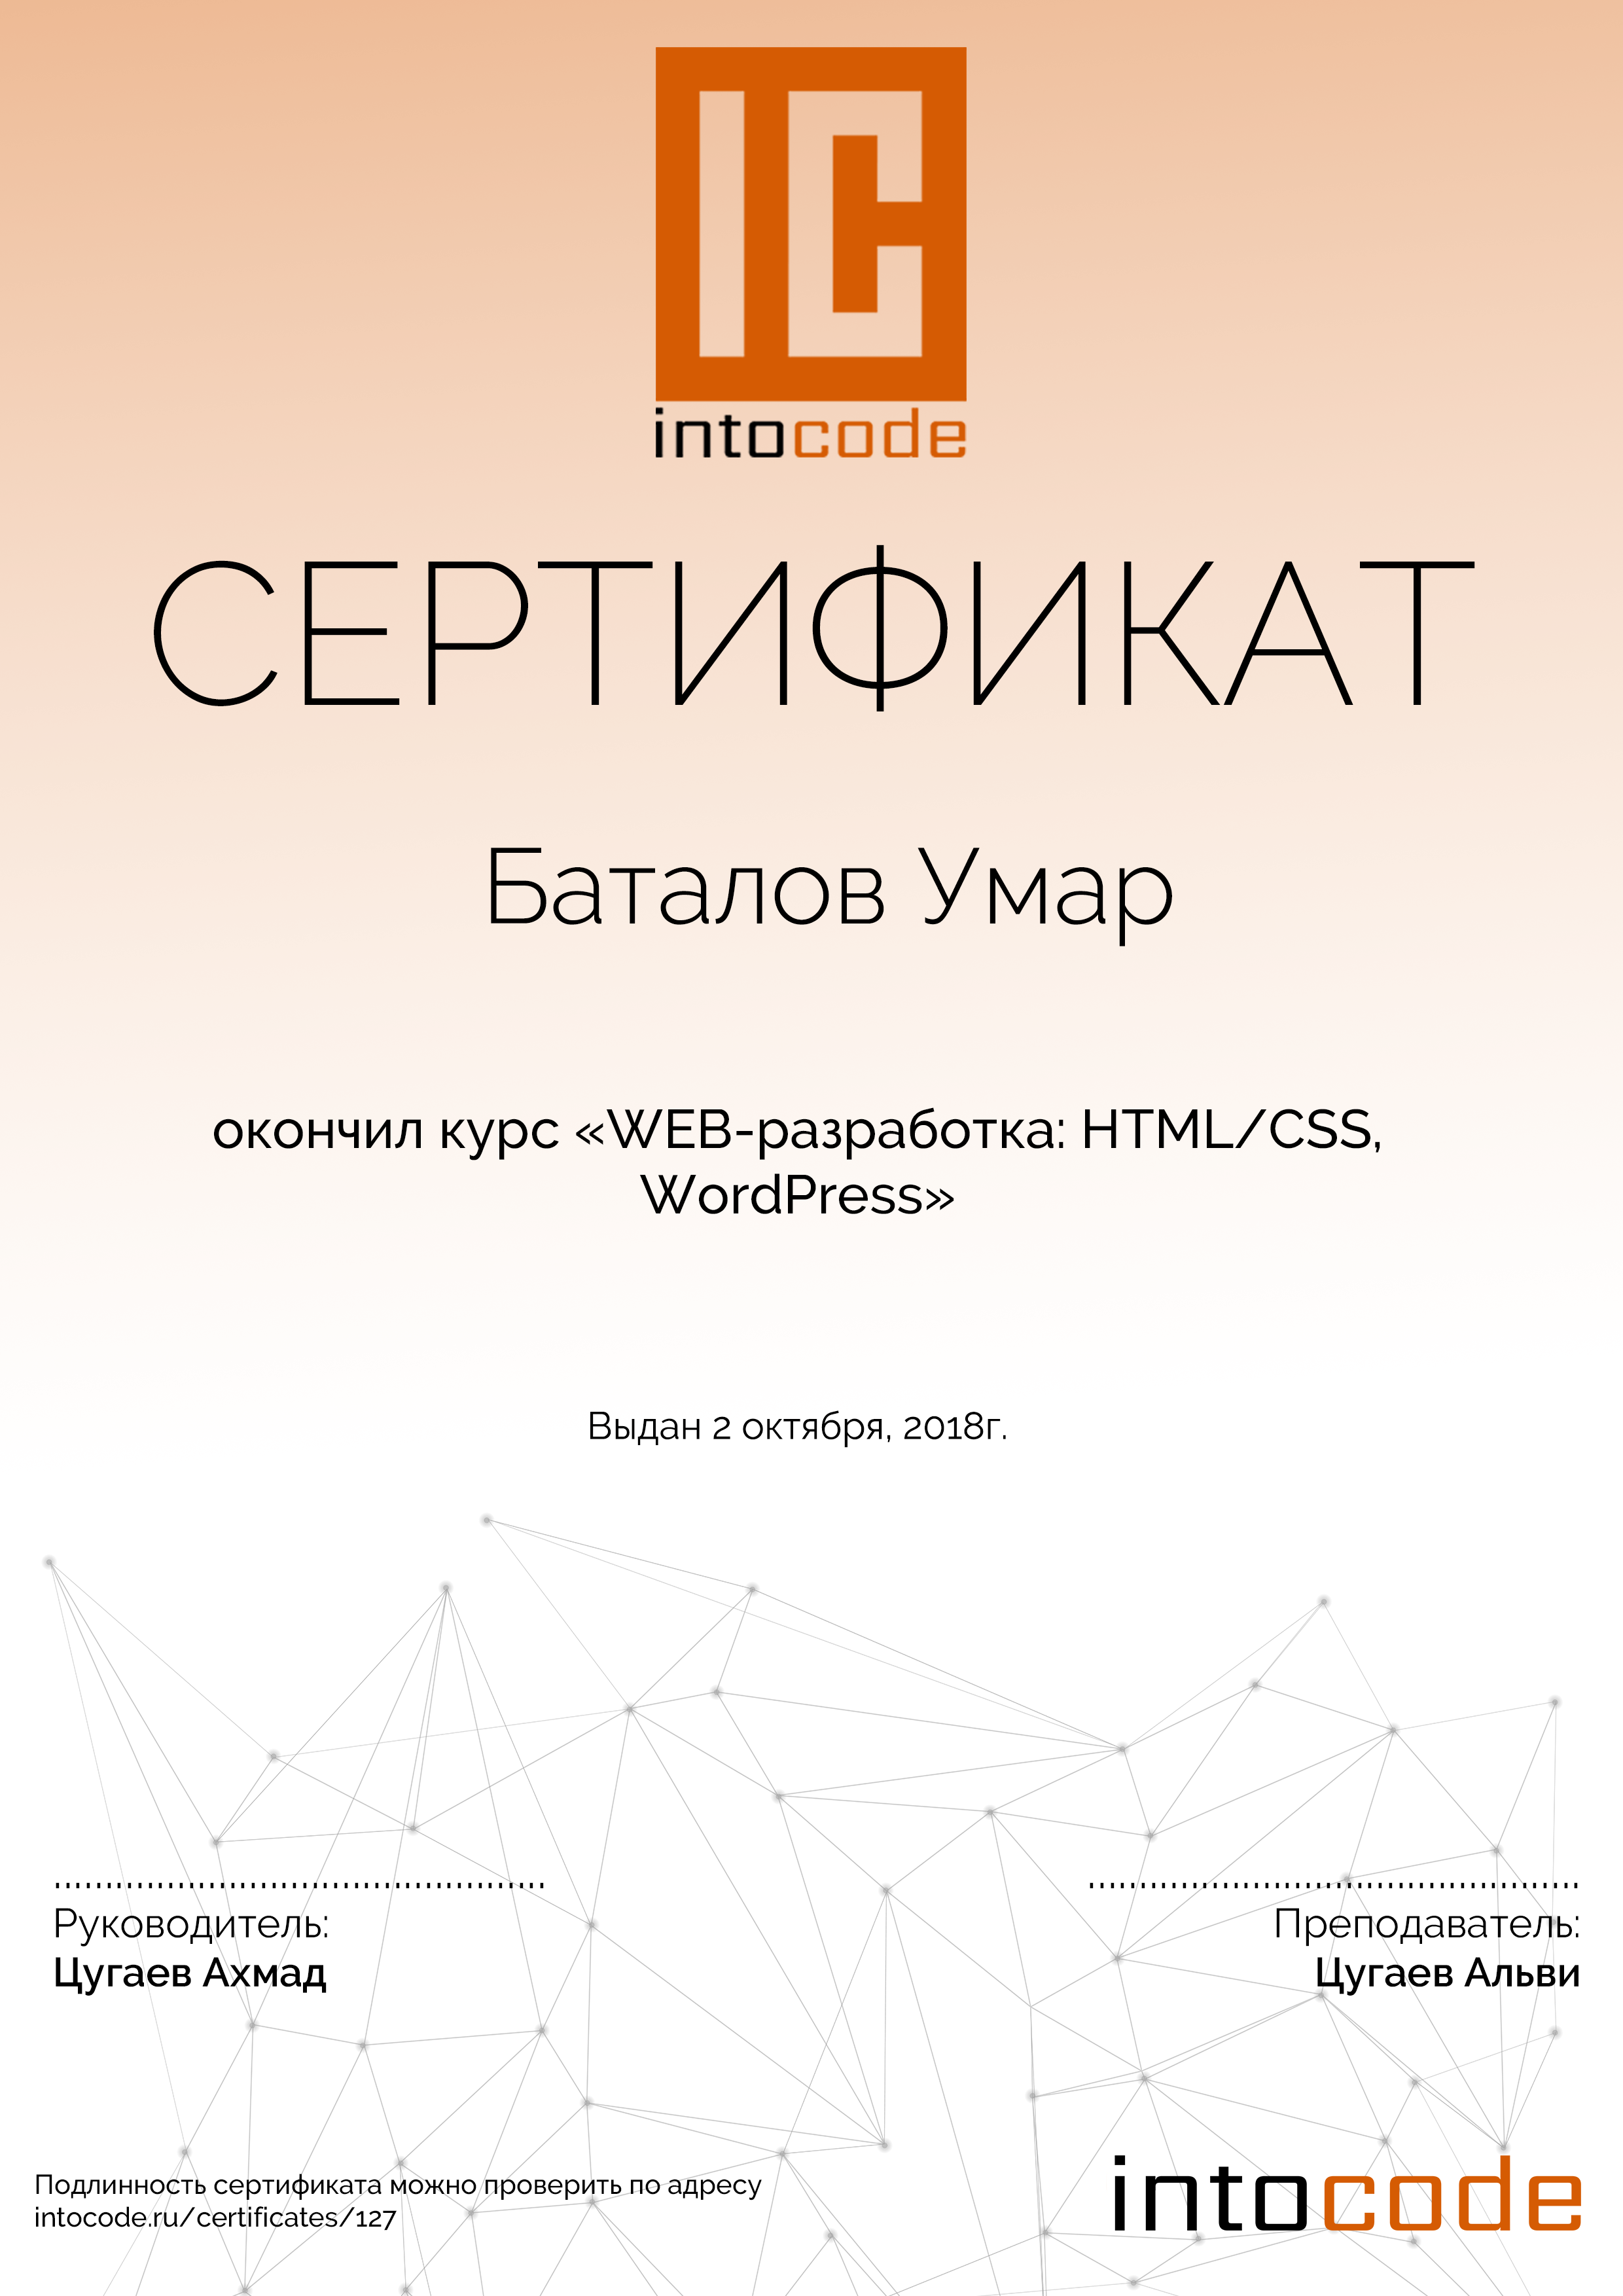 IC
intocode
СЕРТИФИКАТ
Баталов Умар
окончил курс «WEB-разработка: HTML/CSS,
WordPress»
Выдан 2 октября, 2018г.
Руководитель:
Цугаев Ахмад
Преподаватель:
Цугаев Альви
Подлинность сертификата можно проверить по адресу
intocode.ru/certificates/127
intocode